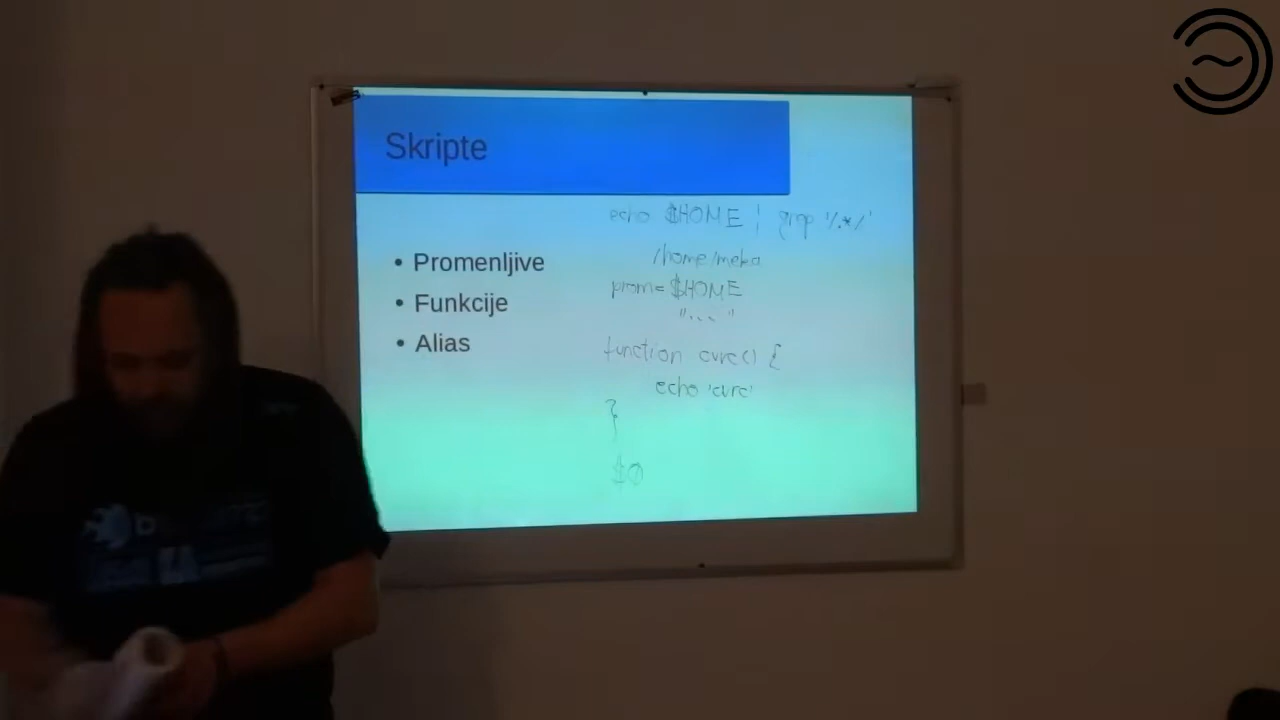 Skripte
echo $HOME | grep '/.*/'
• Promenljive
/home/meka
prom=$HOME
• Funkcije
"..."
• Alias
function cvrc() {
echo 'cvrc'
}
$0